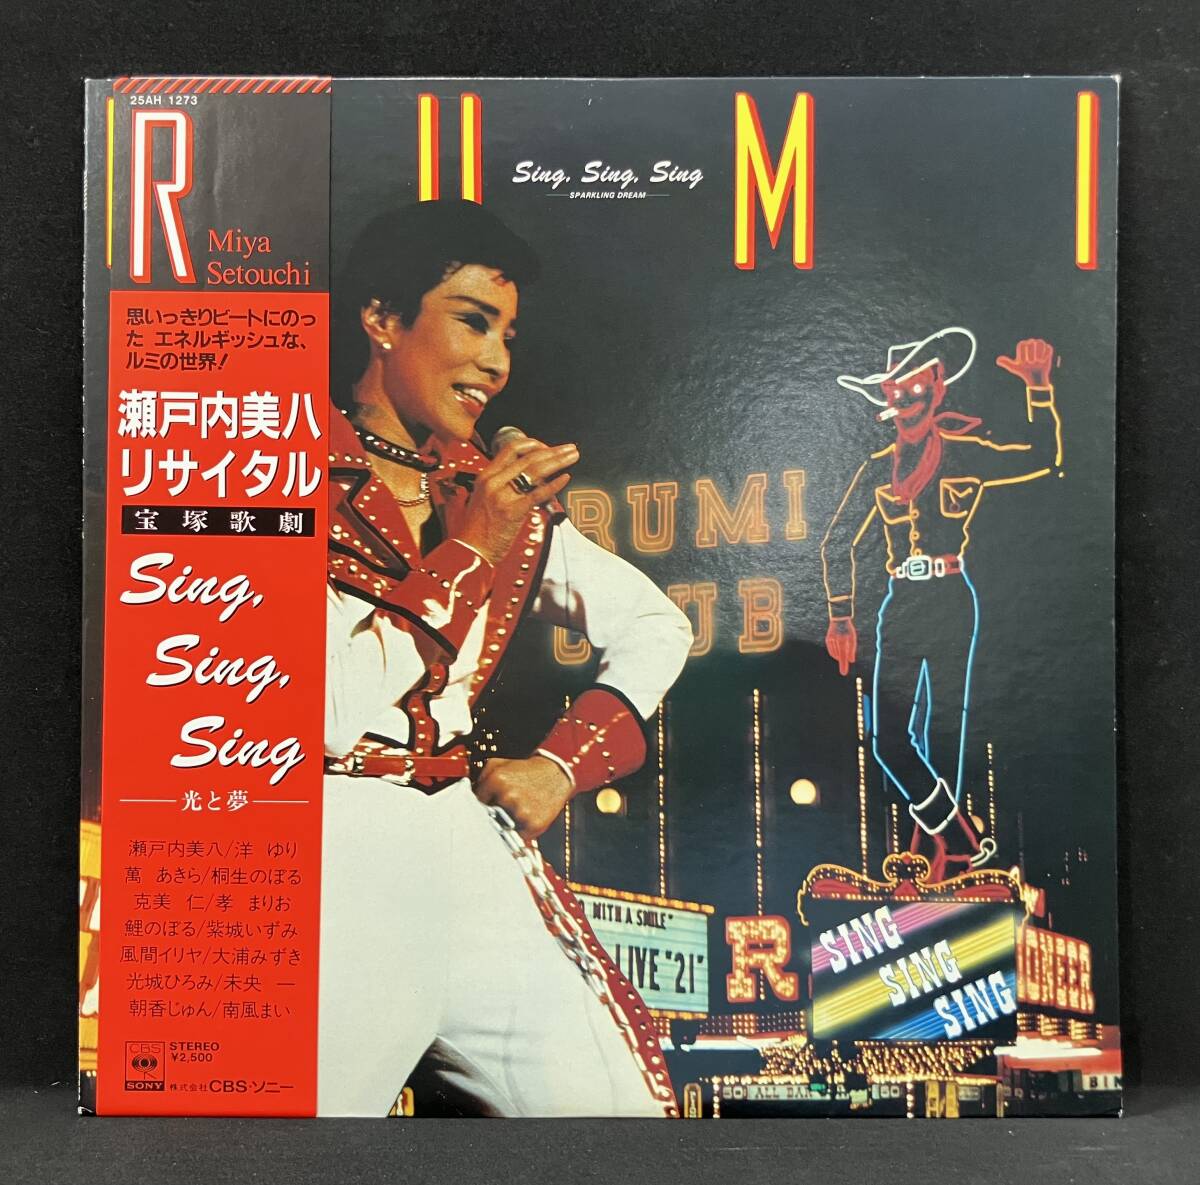 25AH 1273
R
Miya
Setouchi
思いっきりビートにのっ
た エネルギッシュな、
ルミの世界!
瀬戸内美八
リサイタル
宝塚歌劇
Sing,
Sing,
Sing
光と夢
瀬戸内美八/洋 ゆり
萬 あきら/桐生のぼる
克美 仁/孝 まりお
鯉のぼる/紫城いずみ
風間イリヤ/大浦みずき
光城ひろみ/未央 一
朝香じゅん/南風まい
CBS
SONY
STEREO
¥2,500
株式会社CBS・ソニー
UMI
Sing, Sing, Sing
SPARKLING DREAM
RUMI
CLUB
WITH A SMILE"
LIVE "21"
R
SING
SING
SING
PIONEER
50¢ ALL BAR 50
BIN